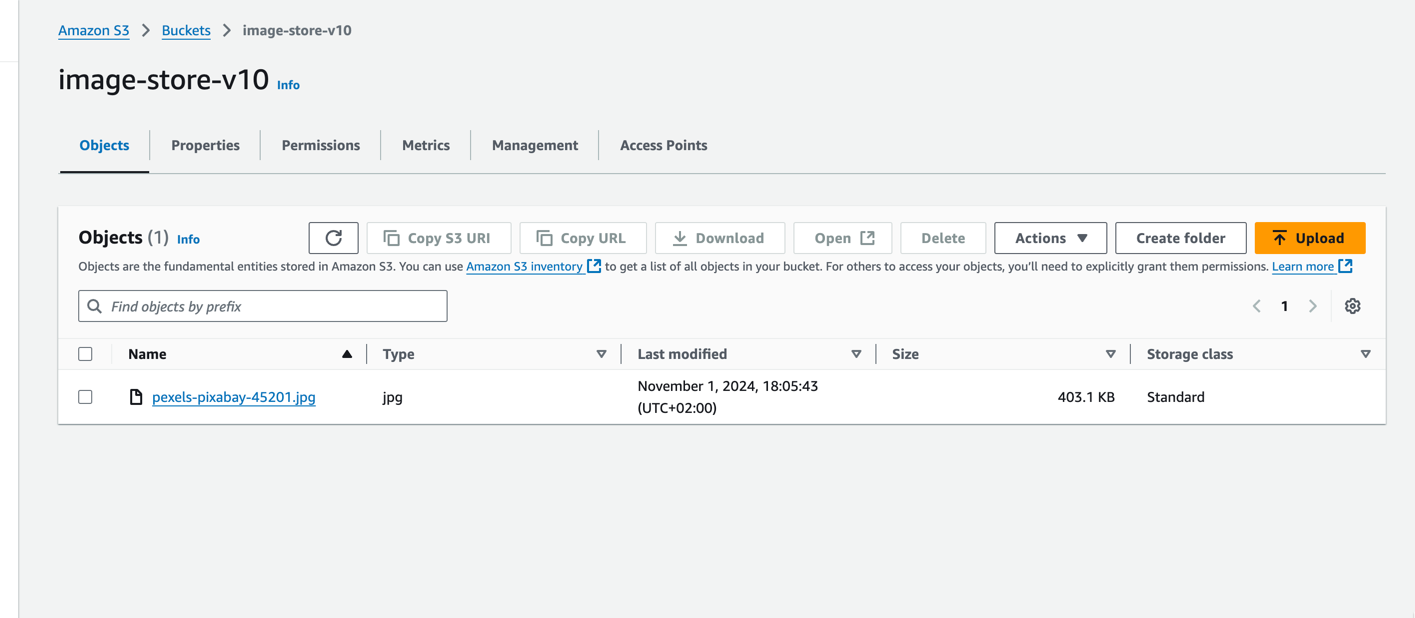 Amazon S3 > Buckets > image-store-v10
image-store-v10 Info
Objects Properties Permissions Metrics Management Access Points
Objects (1) Info Copy S3 URI Copy URL Download Open Delete Actions Create folder Upload
Objects are the fundamental entities stored in Amazon S3. You can use Amazon S3 inventory to get a list of all objects in your bucket. For others to access your objects, you’ll need to explicitly grant them permissions. Learn more
Find objects by prefix 1
Name Type Last modified Size Storage class
pexels-pixabay-45201.jpg jpg November 1, 2024, 18:05:43 403.1 KB Standard
(UTC+02:00)